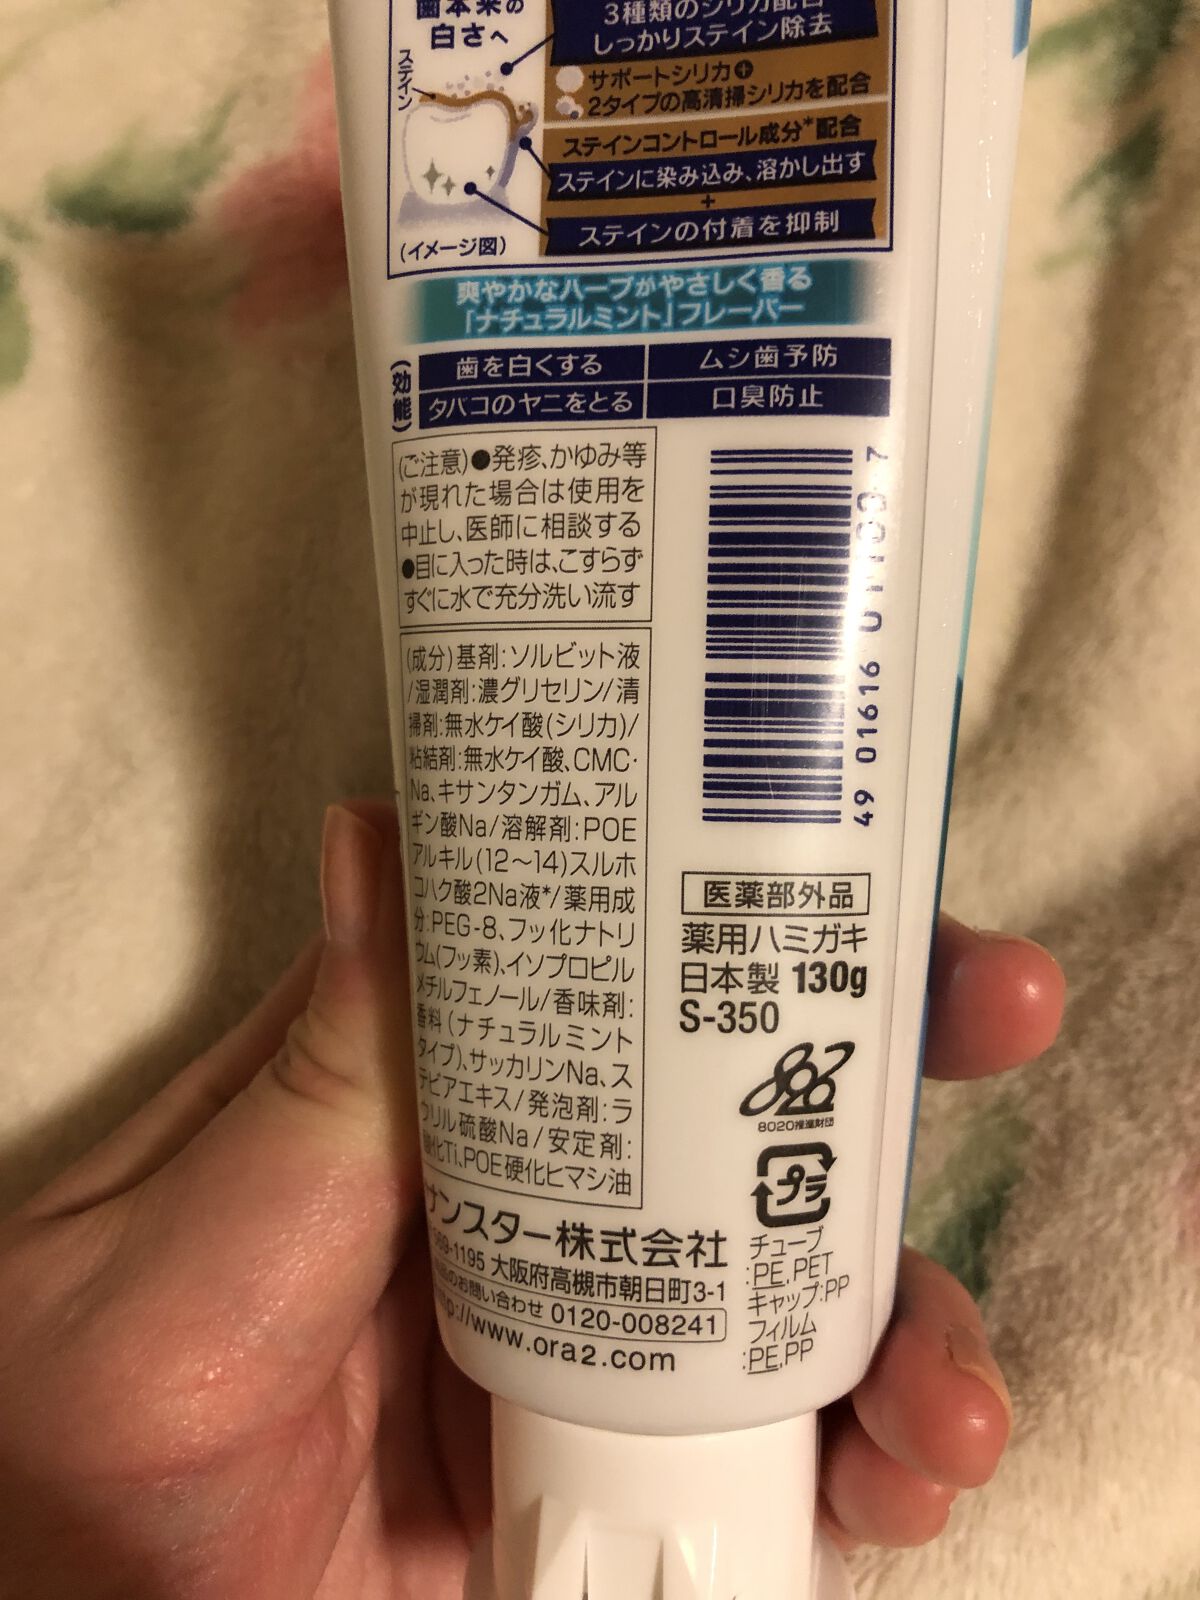 歯本来の
白さへ
ステイン
3種類のシリカ配合
しっかりステイン除去
サポートシリカ+
2タイプの高清掃シリカを配合
ステインコントロール成分*配合
ステインに染み込み、溶かし出す
+
ステインの付着を抑制
(イメージ図)
爽やかなハーブがやさしく香る
「ナチュラルミント」フレーバー
(効能)
歯を白くする
ムシ歯予防
タバコのヤニをとる
口臭防止
(ご注意)●発疹、かゆみ等
が現れた場合は使用を
中止し、医師に相談する
●目に入った時は、こすらず
すぐに水で充分洗い流す
(成分)基剤:ソルビット液
/湿潤剤:濃グリセリン/清
掃剤:無水ケイ酸(シリカ)/
粘結剤:無水ケイ酸、CMC・
Na、キサンタンガム、アル
ギン酸Na/溶解剤:POE
アルキル(12〜14)スルホ
コハク酸2Na液*/薬用成
分:PEG-8、フッ化ナトリ
ウム(フッ素)、イソプロピル
メチルフェノール/香味剤:
香料(ナチュラルミント
タイプ)、サッカリンNa、ス
テビアエキス/発泡剤:ラ
ウリル硫酸Na/安定剤:
酸化Ti、POE硬化ヒマシ油
サンスター株式会社
569-1195 大阪府高槻市朝日町3-1
のお問い合わせ 0120-008241
http://www.ora2.com
49 01616
医薬部外品
薬用ハミガキ
日本製 130g
S-350
8020
8020推進財団
プラ
チューブ
:PE,PET
キャップ:PP
フィルム
:PE,PP